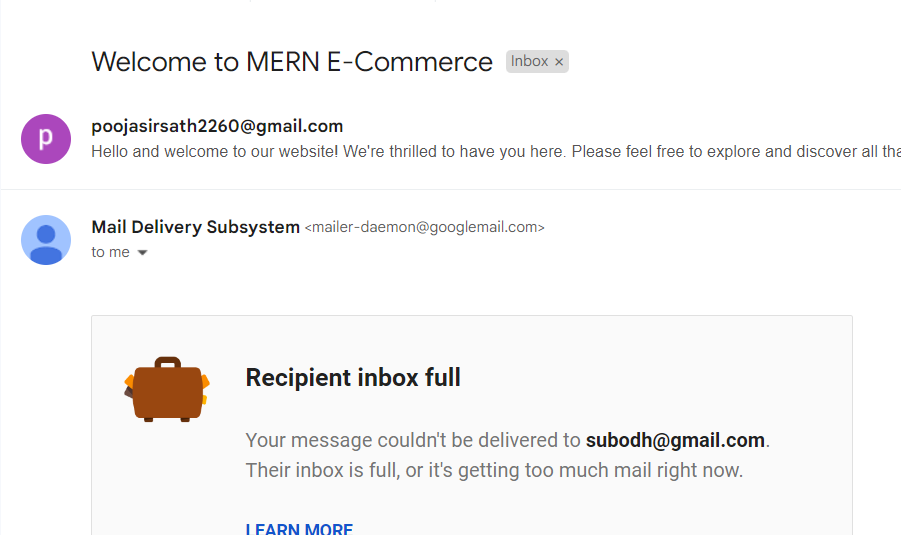 Welcome to MERN E-Commerce Inbox ×
p
poojasirsath2260@gmail.com
Hello and welcome to our website! We're thrilled to have you here. Please feel free to explore and discover all tha
Mail Delivery Subsystem <mailer-daemon@googlemail.com>
to me
Recipient inbox full
Your message couldn't be delivered to subodh@gmail.com.
Their inbox is full, or it's getting too much mail right now.
LEARN MORE